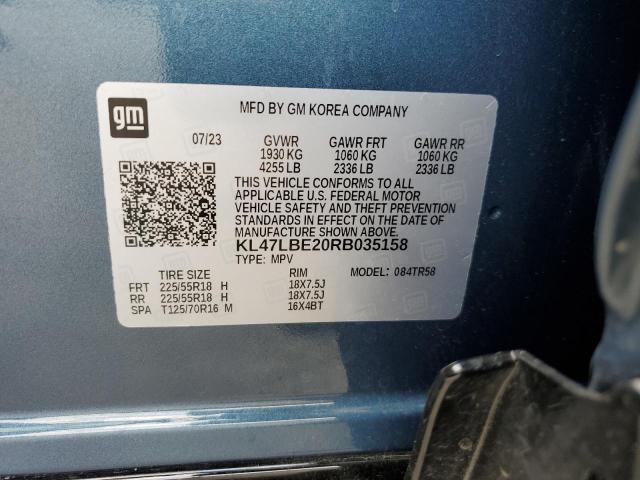 gm
MFD BY GM KOREA COMPANY
07/23 GVWR GAWR FRT GAWR RR
1930 KG 1060 KG 1060 KG
4255 LB 2336 LB 2336 LB
THIS VEHICLE CONFORMS TO ALL
APPLICABLE U.S. FEDERAL MOTOR
VEHICLE SAFETY AND THEFT PREVENTION
STANDARDS IN EFFECT ON THE DATE OF
MANUFACTURE SHOWN ABOVE.
KL47LBE20RB035158
TYPE: MPV MODEL: 084TR58
TIRE SIZE RIM
FRT 225/55R18 H 18X7.5J
RR 225/55R18 H 18X7.5J
SPA T125/70R16 M 16X4BT